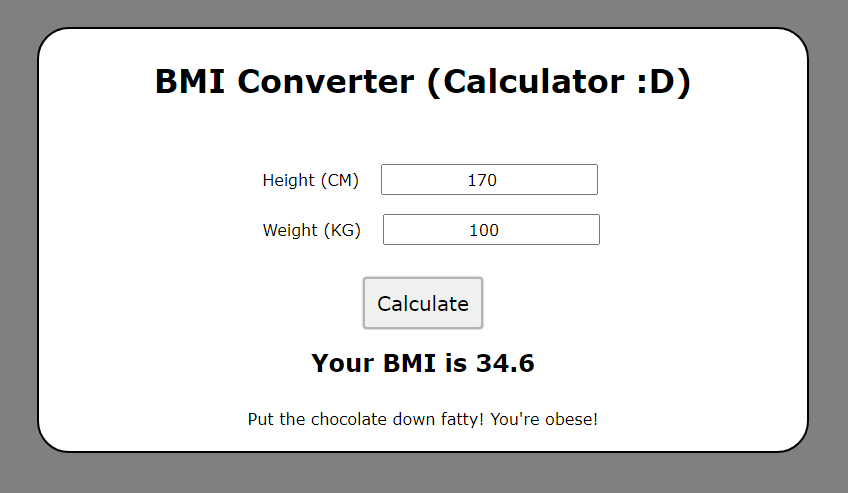 BMI Converter (Calculator :D)
Height (CM) 170
Weight (KG) 100
Calculate
Your BMI is 34.6
Put the chocolate down fatty! You're obese!